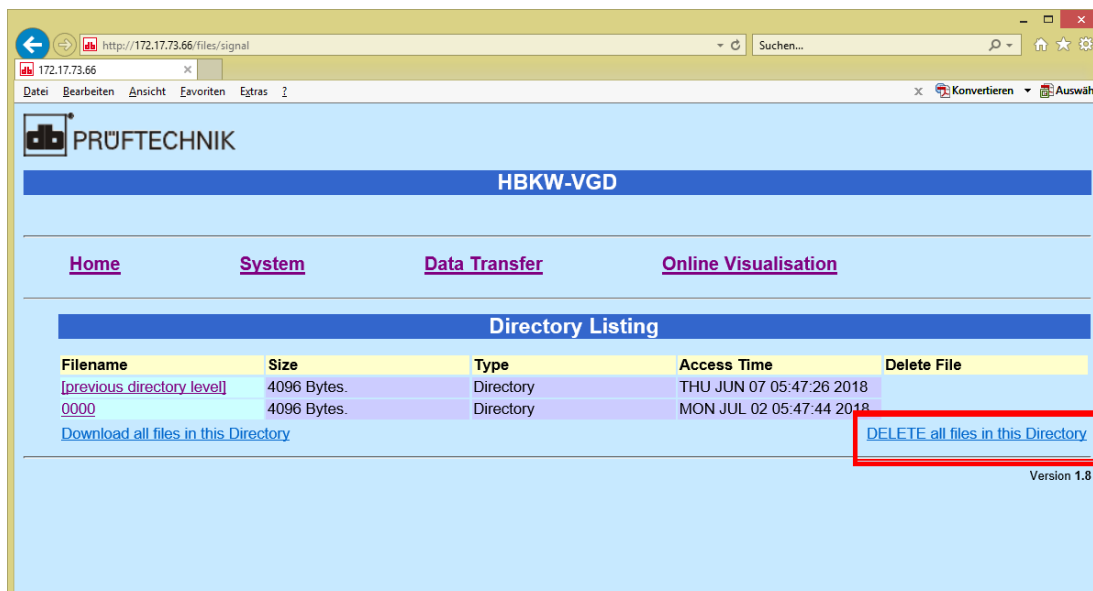 http://172.17.73.66/files/signal Suchen...
172.17.73.66
Datei Bearbeiten Ansicht Favoriten Extras ? x Konvertieren Auswäh
db PRÜFTECHNIK
HBKW-VGD
Home System Data Transfer Online Visualisation
Directory Listing
Filename Size Type Access Time Delete File
[previous directory level] 4096 Bytes. Directory THU JUN 07 05:47:26 2018
0000 4096 Bytes. Directory MON JUL 02 05:47:44 2018
Download all files in this Directory DELETE all files in this Directory
Version 1.8